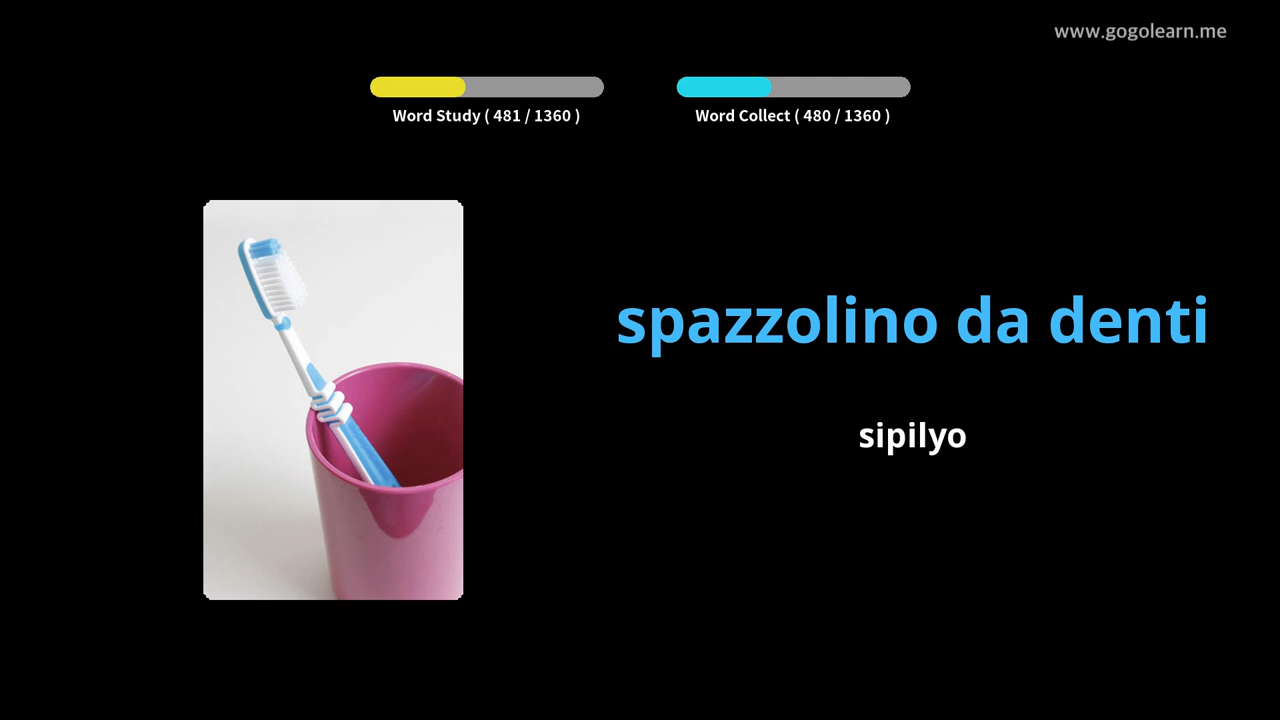 www.gogolearn.me
Word Study ( 481 / 1360 )
Word Collect ( 480 / 1360 )
spazzolino da denti
sipilyo